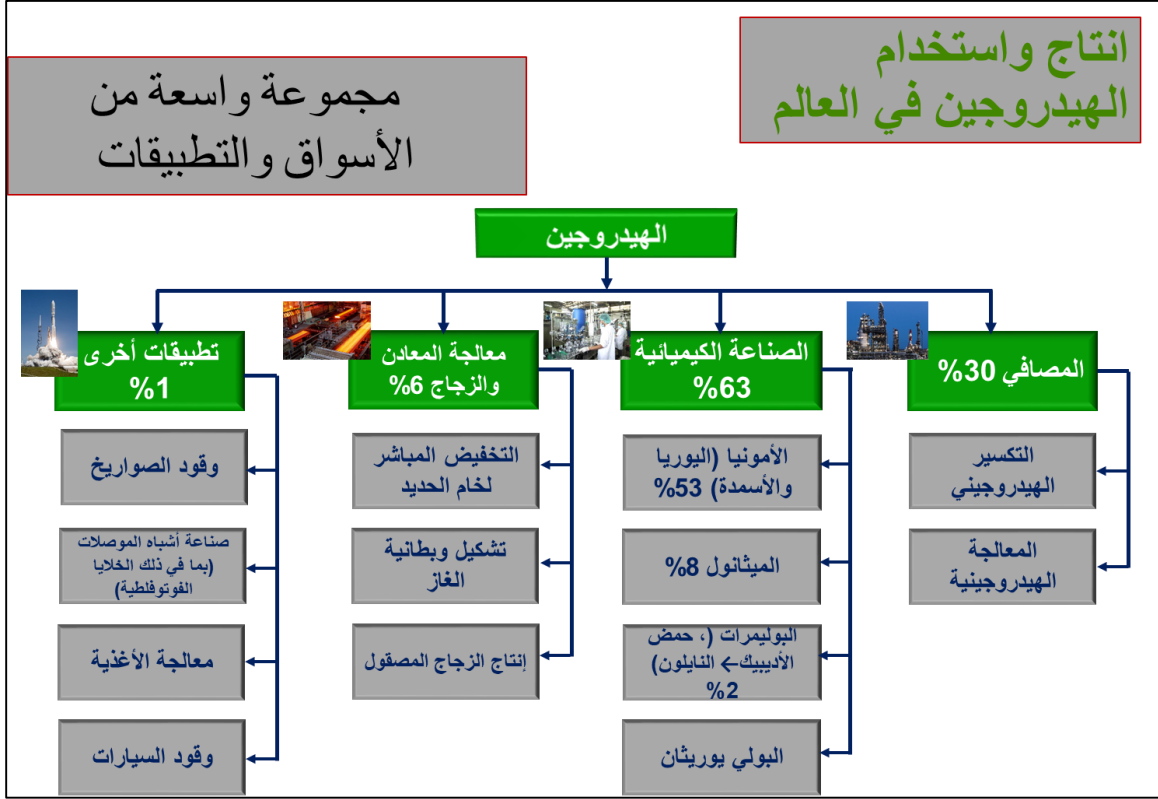 انتاج واستخدام
الهيدروجين في العالم
مجموعة واسعة من
الأسواق والتطبيقات
الهيدروجين
المصافي 30%
التكسير
الهيدروجيني
المعالجة
الهيدروجينية
الصناعة الكيميائية
63%
الأمونيا (اليوريا
والأسمدة) 53%
الميثانول 8%
البوليمرات (، حمض
الأديبيك← النايلون)
2%
البولي يوريثان
معالجة المعادن
والزجاج 6%
التخفيض المباشر
لخام الحديد
تشكيل وبطانية
الغاز
إنتاج الزجاج المصقول
تطبيقات أخرى
1%
وقود الصواريخ
صناعة أشباه الموصلات
(بما في ذلك الخلايا
الفوتوفلطية)
معالجة الأغذية
وقود السيارات